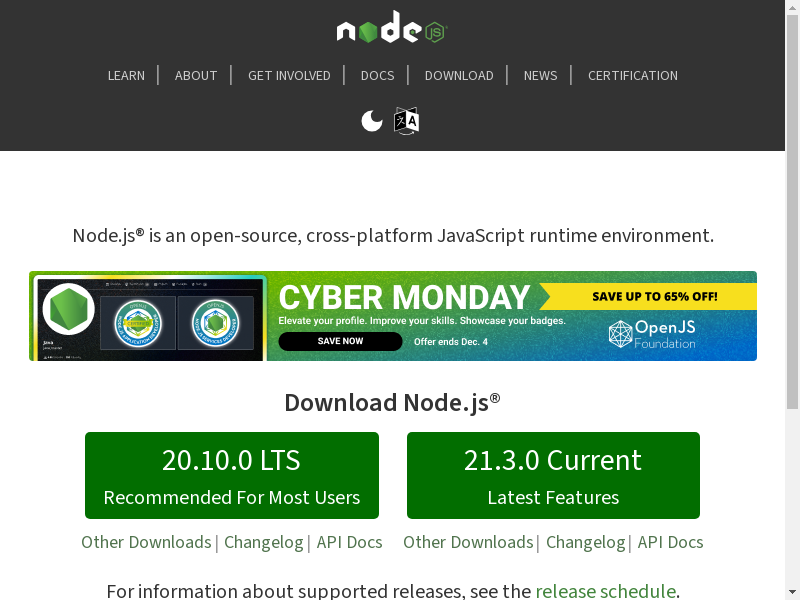 node JS
LEARN | ABOUT | GET INVOLVED | DOCS | DOWNLOAD | NEWS | CERTIFICATION
Node.js® is an open-source, cross-platform JavaScript runtime environment.
CYBER MONDAY
SAVE UP TO 65% OFF!
Elevate your profile. Improve your skills. Showcase your badges.
SAVE NOW
Offer ends Dec. 4
OpenJS
Foundation
Download Node.js®
20.10.0 LTS
Recommended For Most Users
21.3.0 Current
Latest Features
Other Downloads | Changelog | API Docs
Other Downloads | Changelog | API Docs
For information about supported releases, see the release schedule.